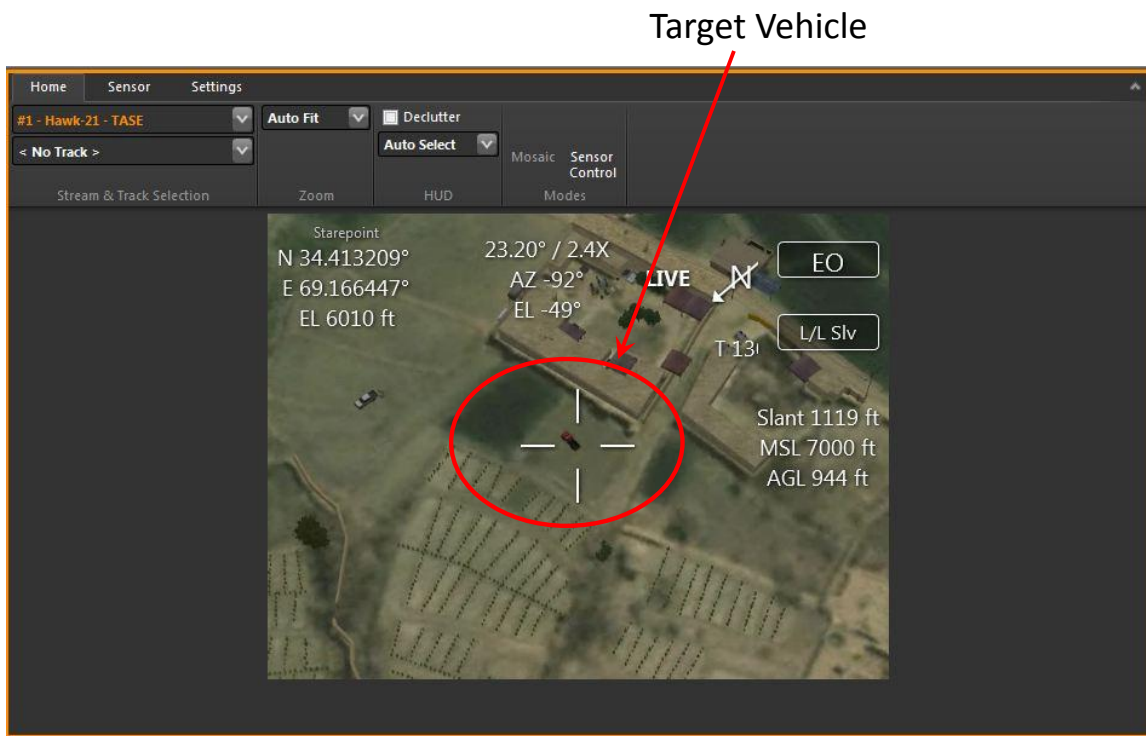 Target Vehicle
Home Sensor Settings
#1 - Hawk-21 - TASE
< No Track >
Stream & Track Selection
Auto Fit
Zoom
Declutter
Auto Select
HUD
Mosaic
Sensor
Control
Modes
Starepoint
N 34.413209°
E 69.166447°
EL 6010 ft
23.20° / 2.4X
AZ -92°
EL -49°
LIVE
N
EO
L/L Slv
Slant 1119 ft
MSL 7000 ft
AGL 944 ft